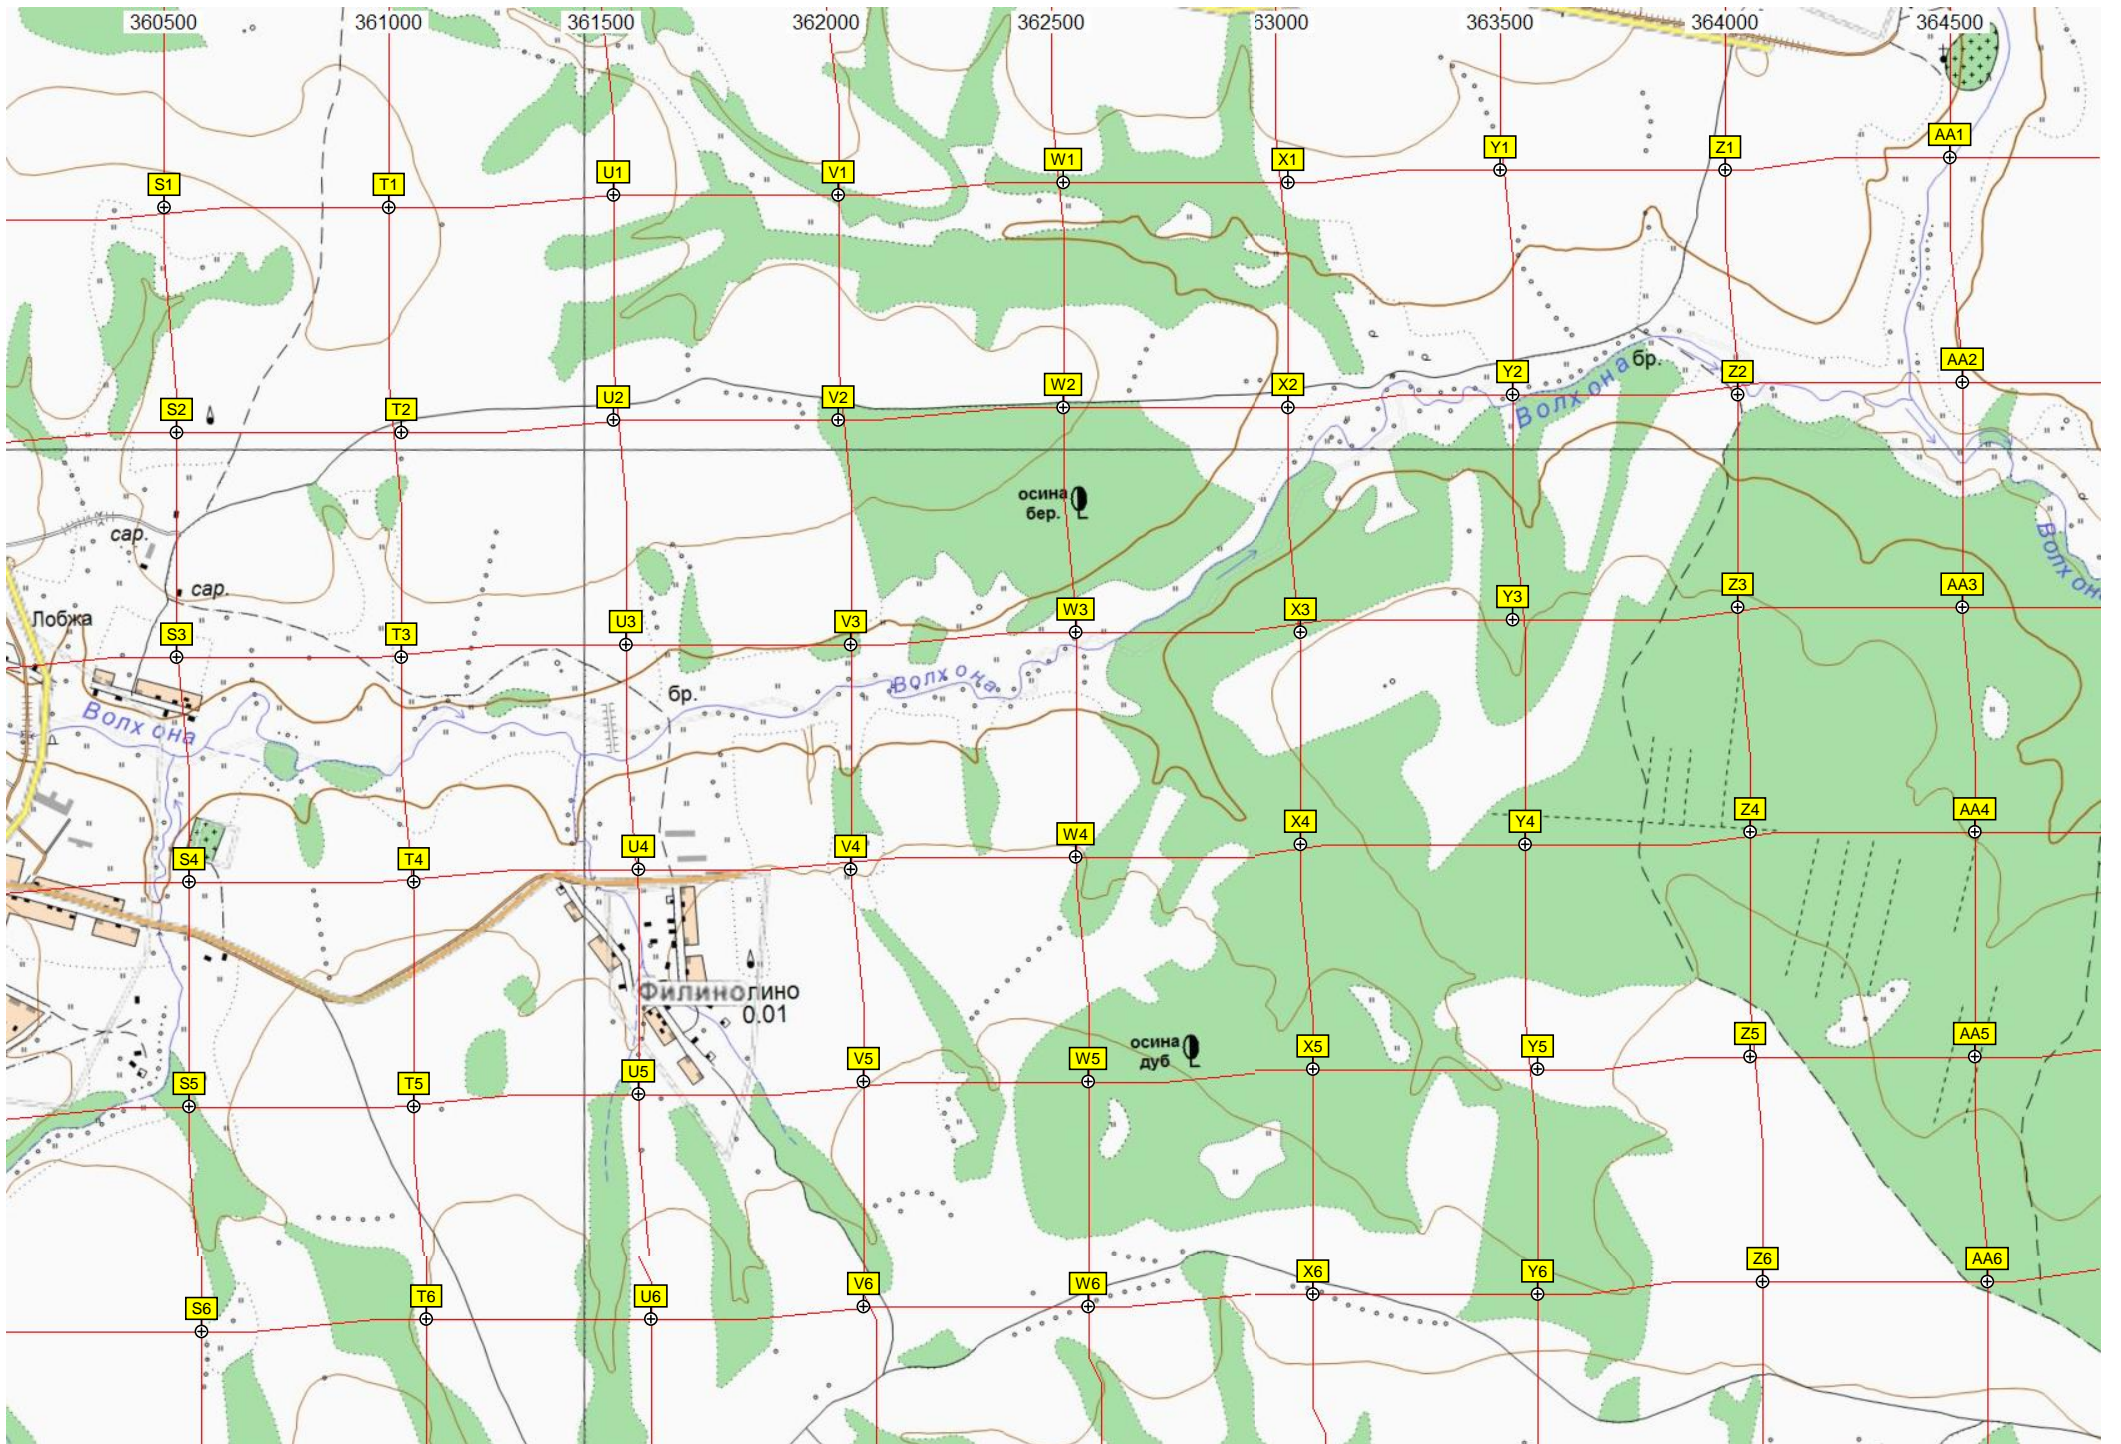 360500 361000 361500 362000 362500 63000 363500 364000 364500
S1 T1 U1 V1 W1 X1 Y1 Z1 AA1
S2 T2 U2 V2 W2 X2 Y2 Z2 AA2
бр.
Волхона
осина
бер.
сар.
сар.
Волхона
Лобжа
S3 T3 U3 V3 W3 X3 Y3 Z3 AA3
бр.
Волхона
Волхона
S4 T4 U4 V4 W4 X4 Y4 Z4 AA4
Филинолино
0.01
осина
дуб
S5 T5 U5 V5 W5 X5 Y5 Z5 AA5
S6 T6 U6 V6 W6 X6 Y6 Z6 AA6